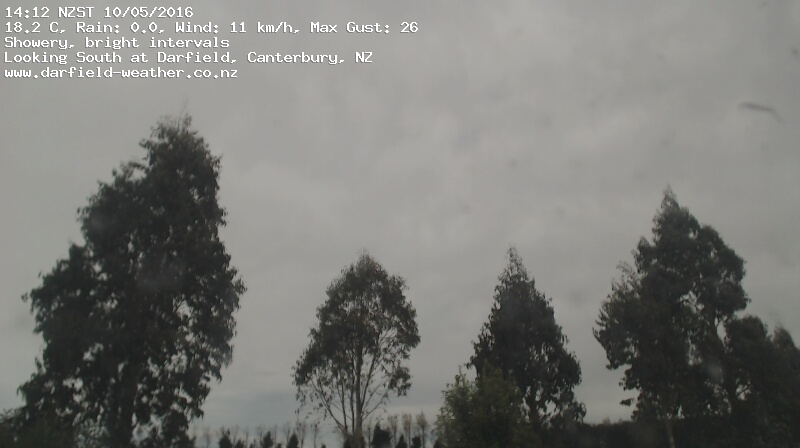 14:12 NZST 10/05/2016
18.2 C, Rain: 0.0, Wind: 11 km/h, Max Gust: 26
Showery, bright intervals
Looking South at Darfield, Canterbury, NZ
www.darfield-weather.co.nz